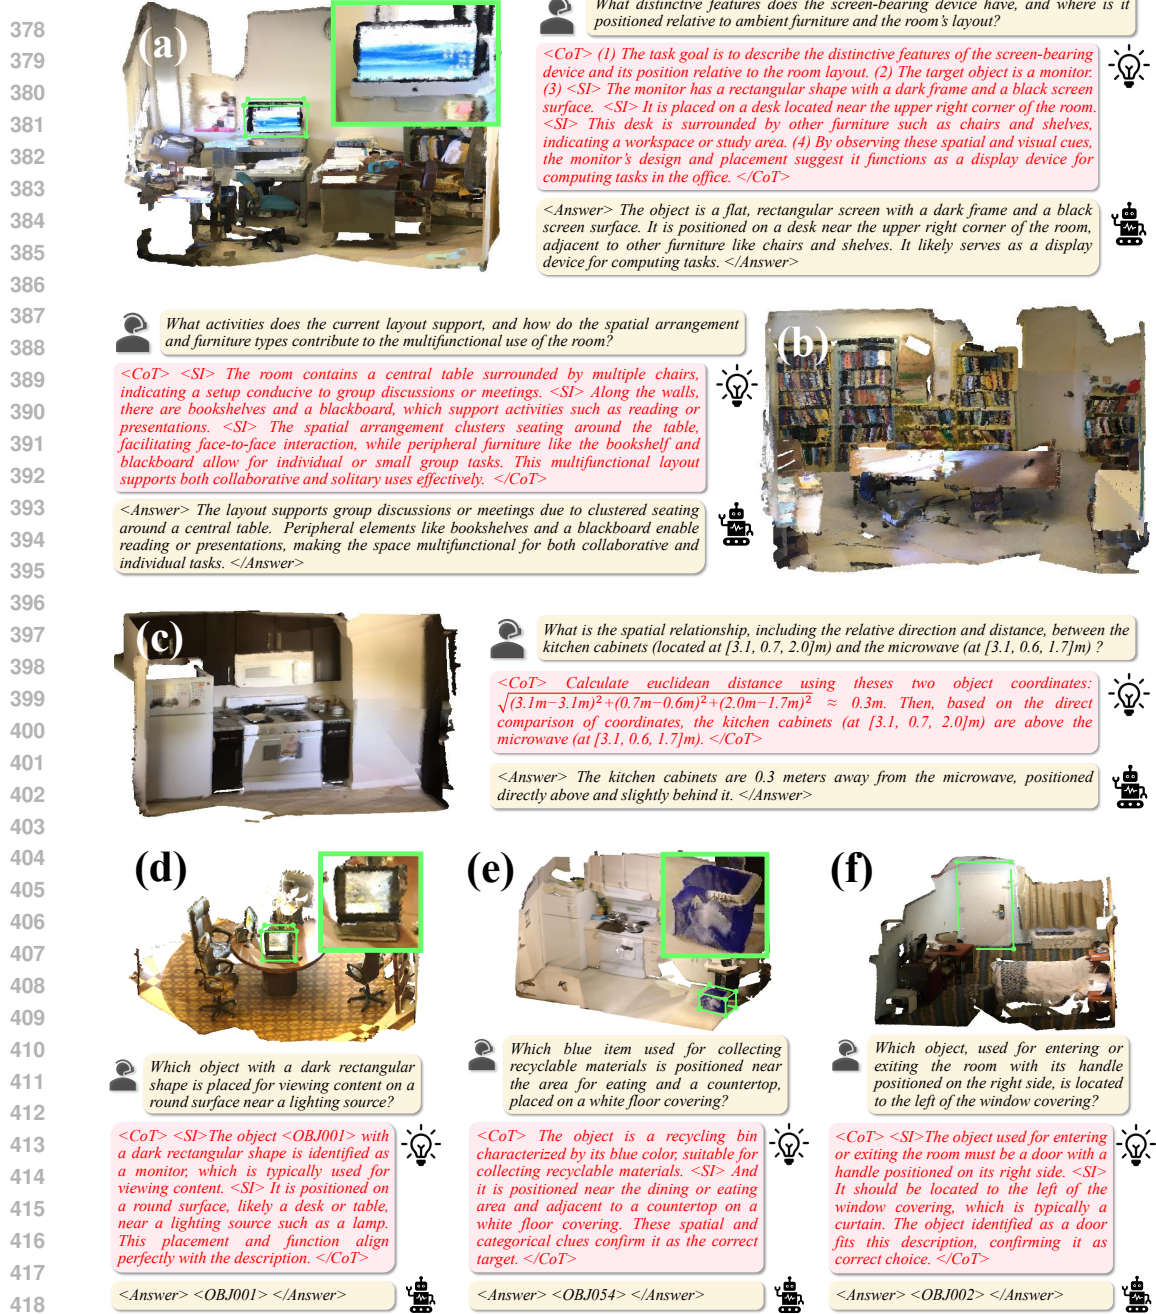 378
379
380
381
382
383
384
385
386
387
388
389
390
391
392
393
394
395
396
397
398
399
400
401
402
403
404
405
406
407
408
409
410
411
412
413
414
415
416
417
418
(a)
What distinctive features does the screen-bearing device have, and where is it
positioned relative to ambient furniture and the room's layout?
<CoT> (1) The task goal is to describe the distinctive features of the screen-bearing
device and its position relative to the room layout. (2) The target object is a monitor.
(3) <SI> The monitor has a rectangular shape with a dark frame and a black screen
surface. <SI> It is placed on a desk located near the upper right corner of the room.
<SI> This desk is surrounded by other furniture such as chairs and shelves,
indicating a workspace or study area. (4) By observing these spatial and visual cues,
the monitor's design and placement suggest it functions as a display device for
computing tasks in the office. </CoT>
<Answer> The object is a flat, rectangular screen with a dark frame and a black
screen surface. It is positioned on a desk near the upper right corner of the room,
adjacent to other furniture like chairs and shelves. It likely serves as a display
device for computing tasks. </Answer>
What activities does the current layout support, and how do the spatial arrangement
and furniture types contribute to the multifunctional use of the room?
<CoT> <SI> The room contains a central table surrounded by multiple chairs,
indicating a setup conducive to group discussions or meetings. <SI> Along the walls,
there are bookshelves and a blackboard, which support activities such as reading or
presentations. <SI> The spatial arrangement clusters seating around the table,
facilitating face-to-face interaction, while peripheral furniture like the bookshelf and
blackboard allow for individual or small group tasks. This multifunctional layout
supports both collaborative and solitary uses effectively. </CoT>
<Answer> The layout supports group discussions or meetings due to clustered seating
around a central table. Peripheral elements like bookshelves and a blackboard enable
reading or presentations, making the space multifunctional for both collaborative and
individual tasks. </Answer>
(b)
(c)
What is the spatial relationship, including the relative direction and distance, between the
kitchen cabinets (located at [3.1, 0.7, 2.0]m) and the microwave (at [3.1, 0.6, 1.7]m) ?
<CoT> Calculate euclidean distance using theses two object coordinates:
√(3.1m−3.1m)²+(0.7m−0.6m)²+(2.0m−1.7m)² ≈ 0.3m. Then, based on the direct
comparison of coordinates, the kitchen cabinets (at [3.1, 0.7, 2.0]m) are above the
microwave (at [3.1, 0.6, 1.7]m). </CoT>
<Answer> The kitchen cabinets are 0.3 meters away from the microwave, positioned
directly above and slightly behind it. </Answer>
(d)
Which object with a dark rectangular
shape is placed for viewing content on a
round surface near a lighting source?
<CoT> <SI>The object <OBJ001> with
a dark rectangular shape is identified as
a monitor, which is typically used for
viewing content. <SI> It is positioned on
a round surface, likely a desk or table,
near a lighting source such as a lamp.
This placement and function align
perfectly with the description. </CoT>
<Answer> <OBJ001> </Answer>
(e)
Which blue item used for collecting
recyclable materials is positioned near
the area for eating and a countertop,
placed on a white floor covering?
<CoT> The object is a recycling bin
characterized by its blue color, suitable for
collecting recyclable materials. <SI> And
it is positioned near the dining or eating
area and adjacent to a countertop on a
white floor covering. These spatial and
categorical clues confirm it as the correct
target. </CoT>
<Answer> <OBJ054> </Answer>
(f)
Which object, used for entering or
exiting the room with its handle
positioned on the right side, is located
to the left of the window covering?
<CoT> <SI>The object used for entering
or exiting the room must be a door with a
handle positioned on its right side. <SI>
It should be located to the left of the
window covering, which is typically a
curtain. The object identified as a door
fits this description, confirming it as
correct choice. </CoT>
<Answer> <OBJ002> </Answer>